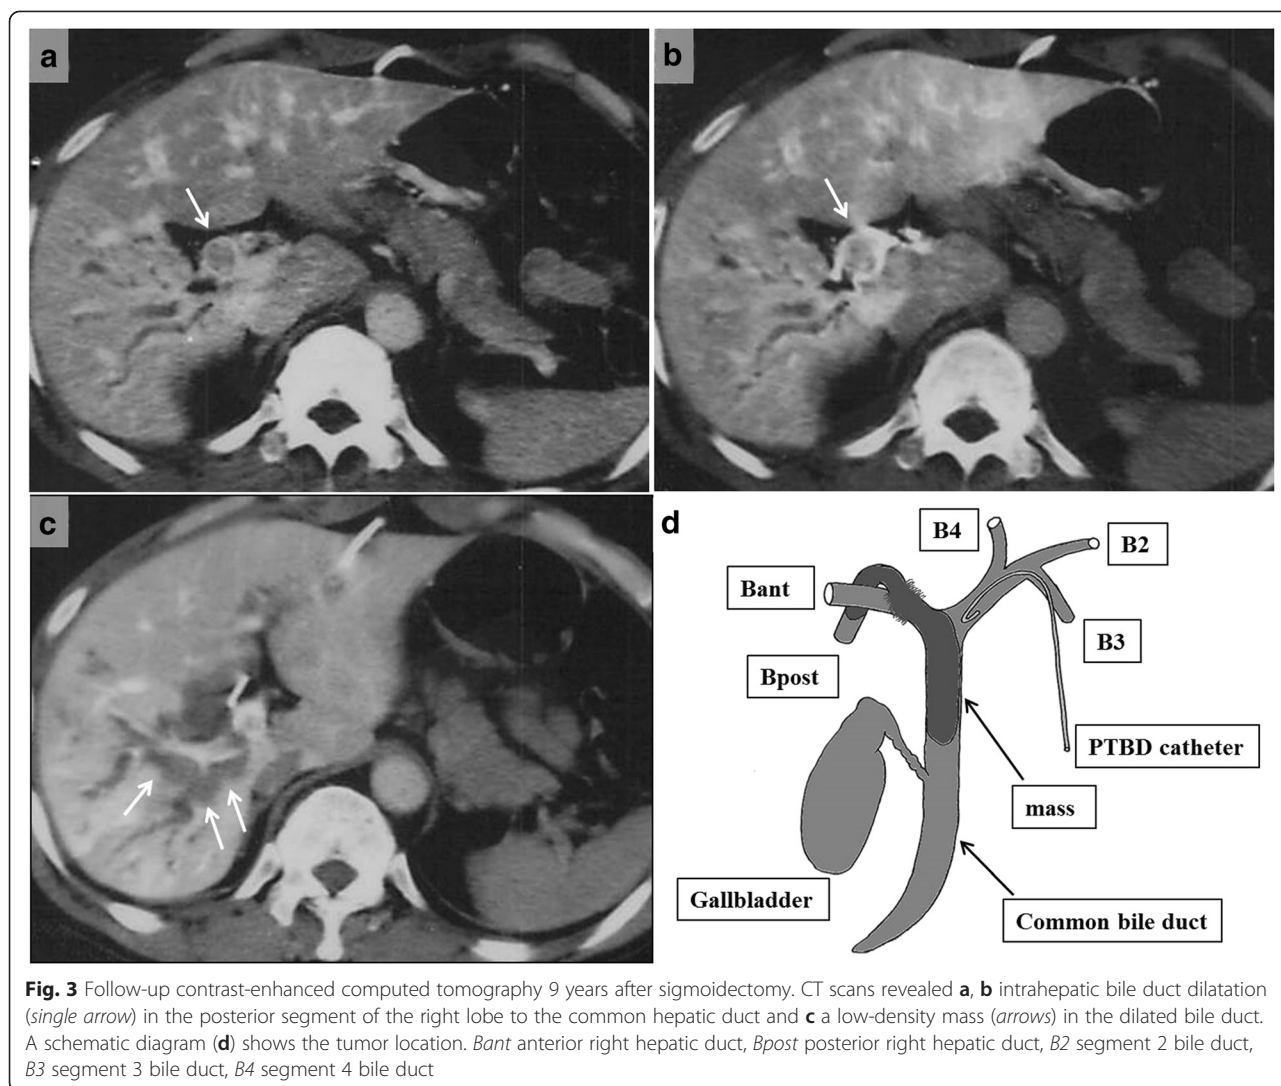 a
b
c
d
B4
B2
Bant
B3
Bpost
PTBD catheter
mass
Gallbladder
Common bile duct
Fig. 3 Follow-up contrast-enhanced computed tomography 9 years after sigmoidectomy. CT scans revealed a, b intrahepatic bile duct dilatation
(single arrow) in the posterior segment of the right lobe to the common hepatic duct and c a low-density mass (arrows) in the dilated bile duct.
A schematic diagram (d) shows the tumor location. Bant anterior right hepatic duct, Bpost posterior right hepatic duct, B2 segment 2 bile duct,
B3 segment 3 bile duct, B4 segment 4 bile duct